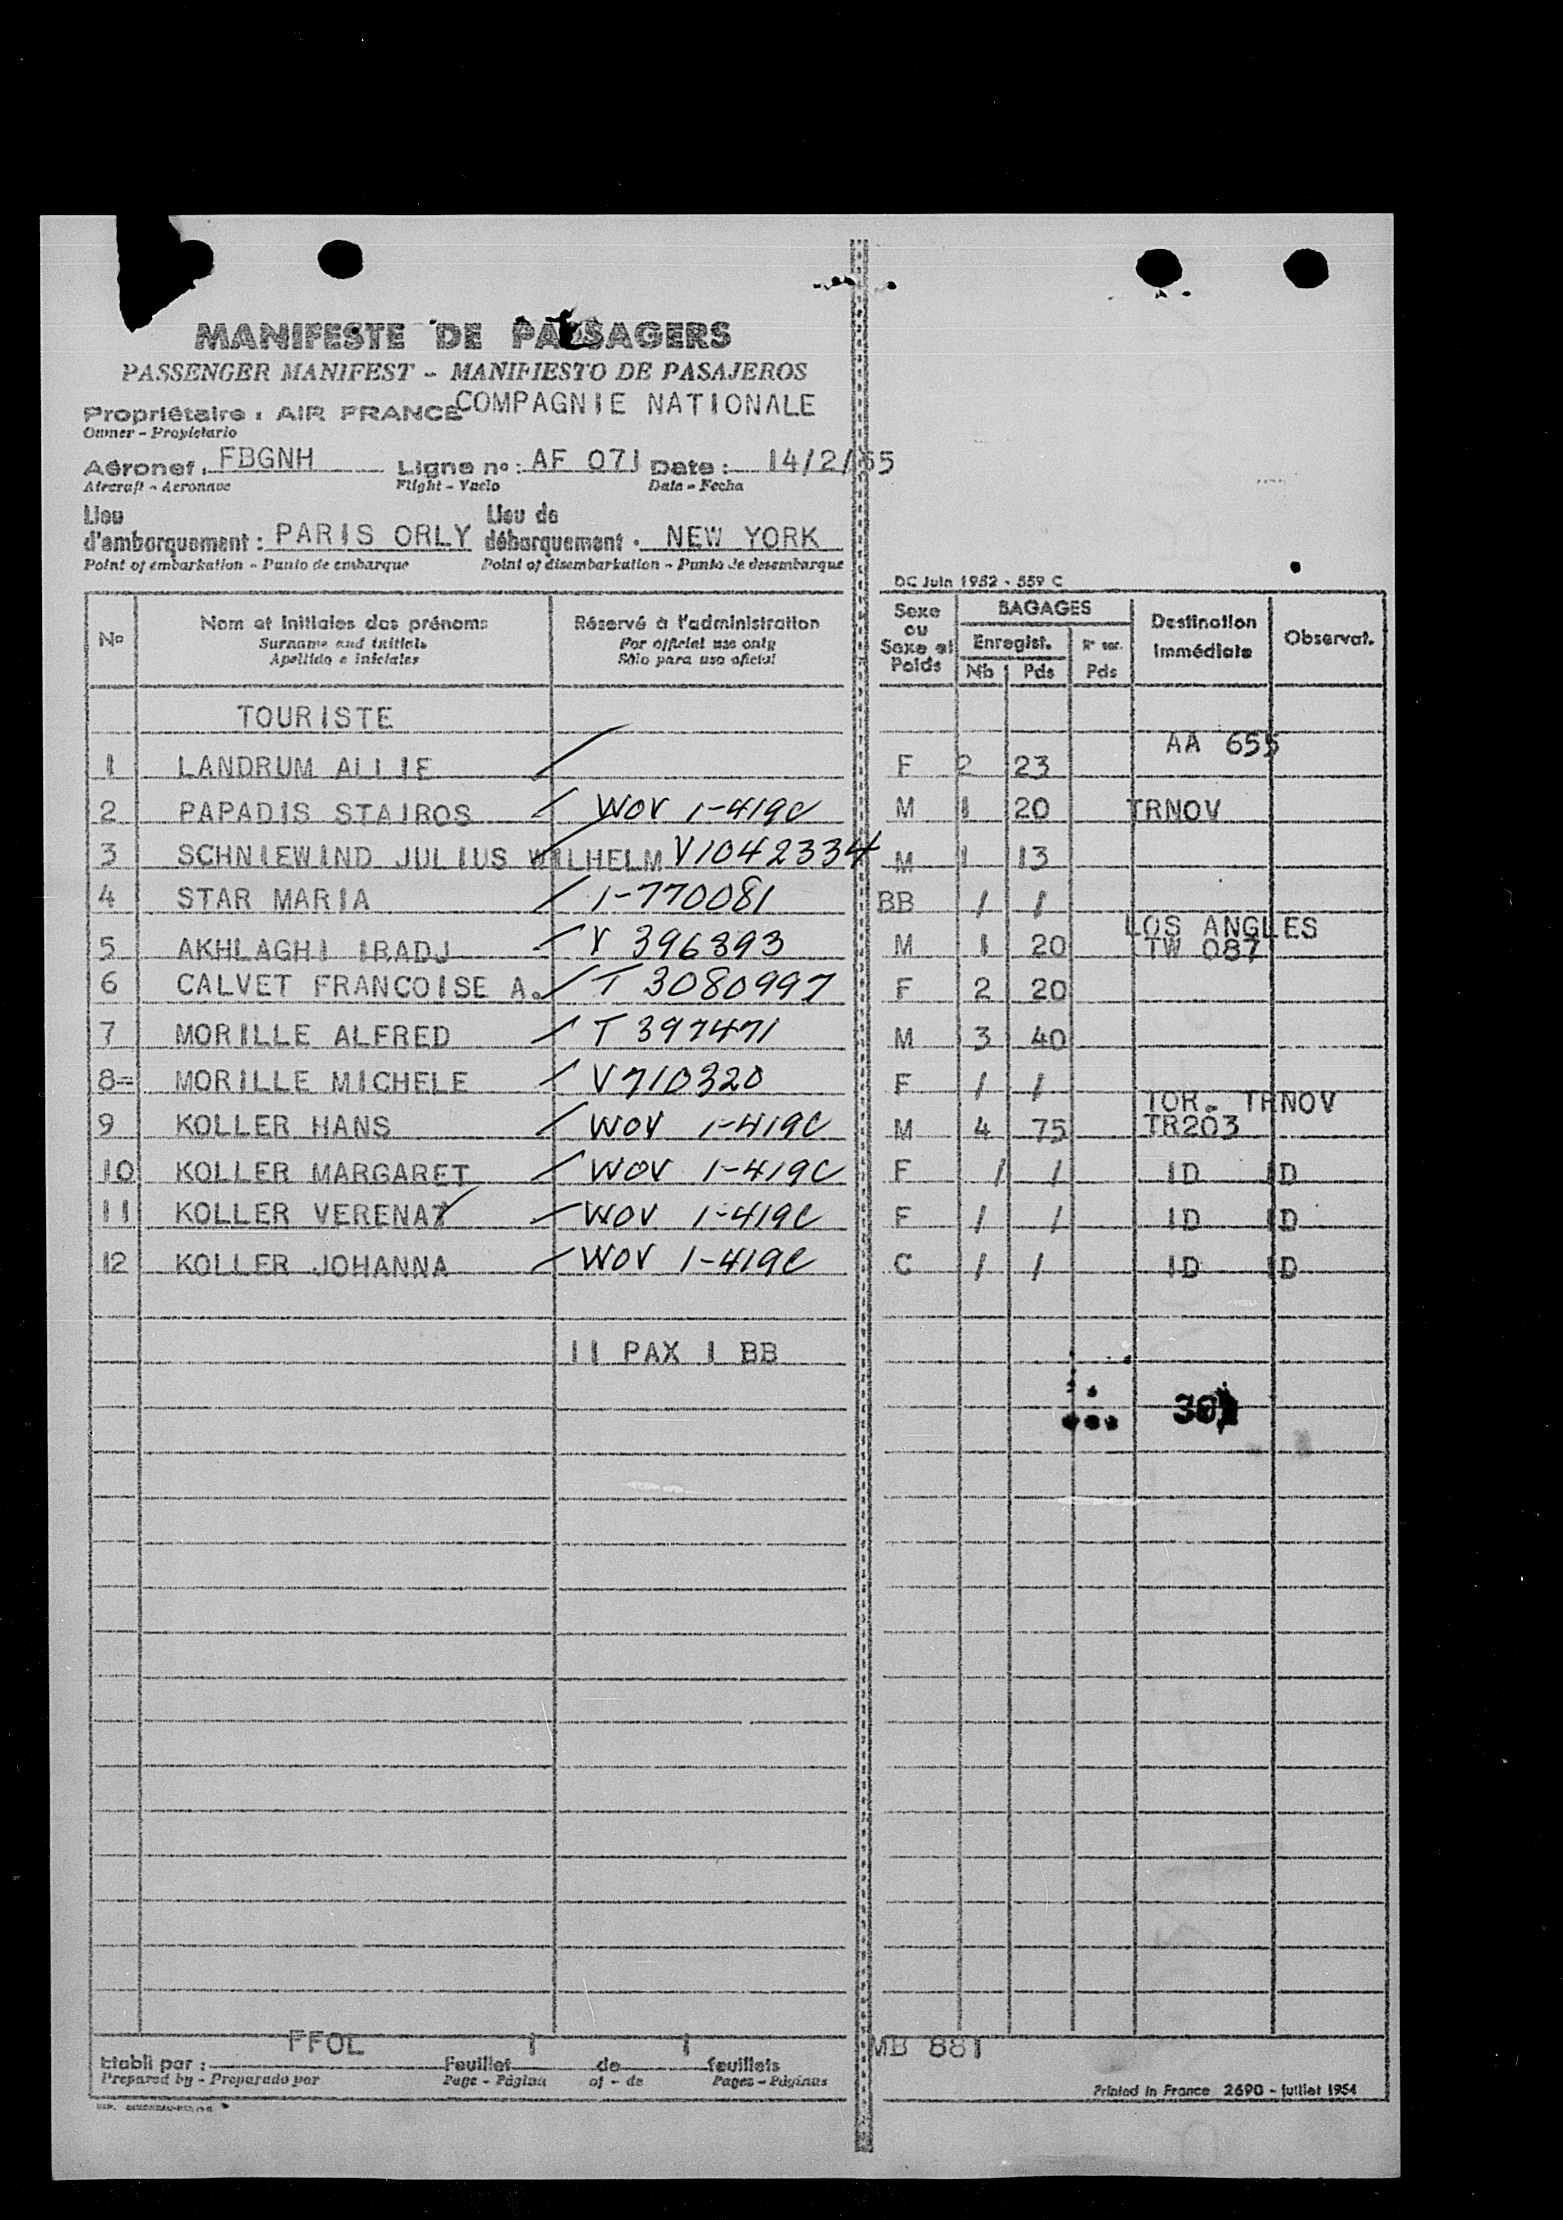 MANIFESTE DE PASSAGERS
PASSENGER MANIFEST - MANIFIESTO DE PASAJEROS
Propriétaire : AIR FRANCE COMPAGNIE NATIONALE
Owner - Propietario
Aéronef : FBGNH Ligne no : AF 071 Date : 14/2/55
Aircraft - Aeronave Flight - Vuelo Date - Fecha
Lieu d'embarquement : PARIS ORLY Lieu de débarquement : NEW YORK
Point of embarkation - Punto de embarque Point of disembarkation - Punto de desembarque
DC Juin 1952 - 559 C
No Nom et initiales des prénoms Réservé à l'administration Sexe ou Sexe et Poids BAGAGES Destination Immédiate Observat.
Surname and initials For official use only Enregist.
Apellido e iniciales Sólo para uso oficial Nb Pds Pds
TOURISTE
AA 655
1 LANDRUM ALLIE F 2 23
2 PAPADIS STAIROS WOV 1-419C M 1 20 TRNOV
3 SCHNIEWIND JULIUS WILHELM V1042334 M 1 13
4 STAR MARIA 1-770081 BB / /
LOS ANGLES
5 AKHLAGHI IRADJ V 396893 M 1 20 TW 087
6 CALVET FRANCOISE A. T 3080997 F 2 20
7 MORILLE ALFRED T 397471 M 3 40
8= MORILLE MICHELE V710320 F / /
TOR. TRNOV
9 KOLLER HANS WOV 1-419C M 4 75 TR203
10 KOLLER MARGARET WOV 1-419C F / / ID ID
11 KOLLER VERENA WOV 1-419C F / / ID ID
12 KOLLER JOHANNA WOV 1-419C C / / ID ID
11 PAX 1 BB
FFOL 1 1 MB 881
Etabli par : Feuillet de feuillets
Prepared by - Preparado por Page - Página of - de Pages - Páginas
Printed in France 2690 - juillet 1954